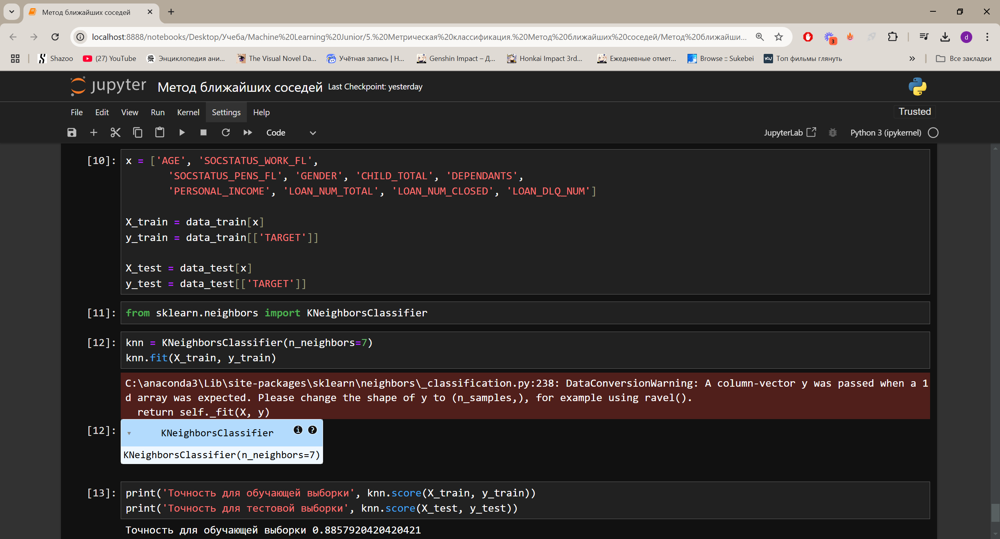 Метод ближайших соседей
localhost:8888/notebooks/Desktop/Учеба/Machine%20Learning%20Junior/5.%20Метрическая%20классификация.%20Метод%20ближайших%20соседей/Метод%20ближайши...
3
d
Shazoo
(27) YouTube
Энциклопедия ани...
The Visual Novel Da...
Учётная запись | H...
Genshin Impact – Д...
Honkai Impact 3rd...
Ежедневные отмет...
Browse :: Sukebei
Топ фильмы глянуть
Все закладки
jupyter Метод ближайших соседей Last Checkpoint: yesterday
File Edit View Run Kernel Settings Help Trusted
Code JupyterLab Python 3 (ipykernel)
[10]: x = ['AGE', 'SOCSTATUS_WORK_FL',
'SOCSTATUS_PENS_FL', 'GENDER', 'CHILD_TOTAL', 'DEPENDANTS',
'PERSONAL_INCOME', 'LOAN_NUM_TOTAL', 'LOAN_NUM_CLOSED', 'LOAN_DLQ_NUM']
X_train = data_train[x]
y_train = data_train[['TARGET']]
X_test = data_test[x]
y_test = data_test[['TARGET']]
[11]: from sklearn.neighbors import KNeighborsClassifier
[12]: knn = KNeighborsClassifier(n_neighbors=7)
knn.fit(X_train, y_train)
C:\anaconda3\Lib\site-packages\sklearn\neighbors\_classification.py:238: DataConversionWarning: A column-vector y was passed when a 1
d array was expected. Please change the shape of y to (n_samples,), for example using ravel().
return self._fit(X, y)
[12]: KNeighborsClassifier
KNeighborsClassifier(n_neighbors=7)
[13]: print('Точность для обучающей выборки', knn.score(X_train, y_train))
print('Точность для тестовой выборки', knn.score(X_test, y_test))
Точность для обучающей выборки 0.8857920420420421